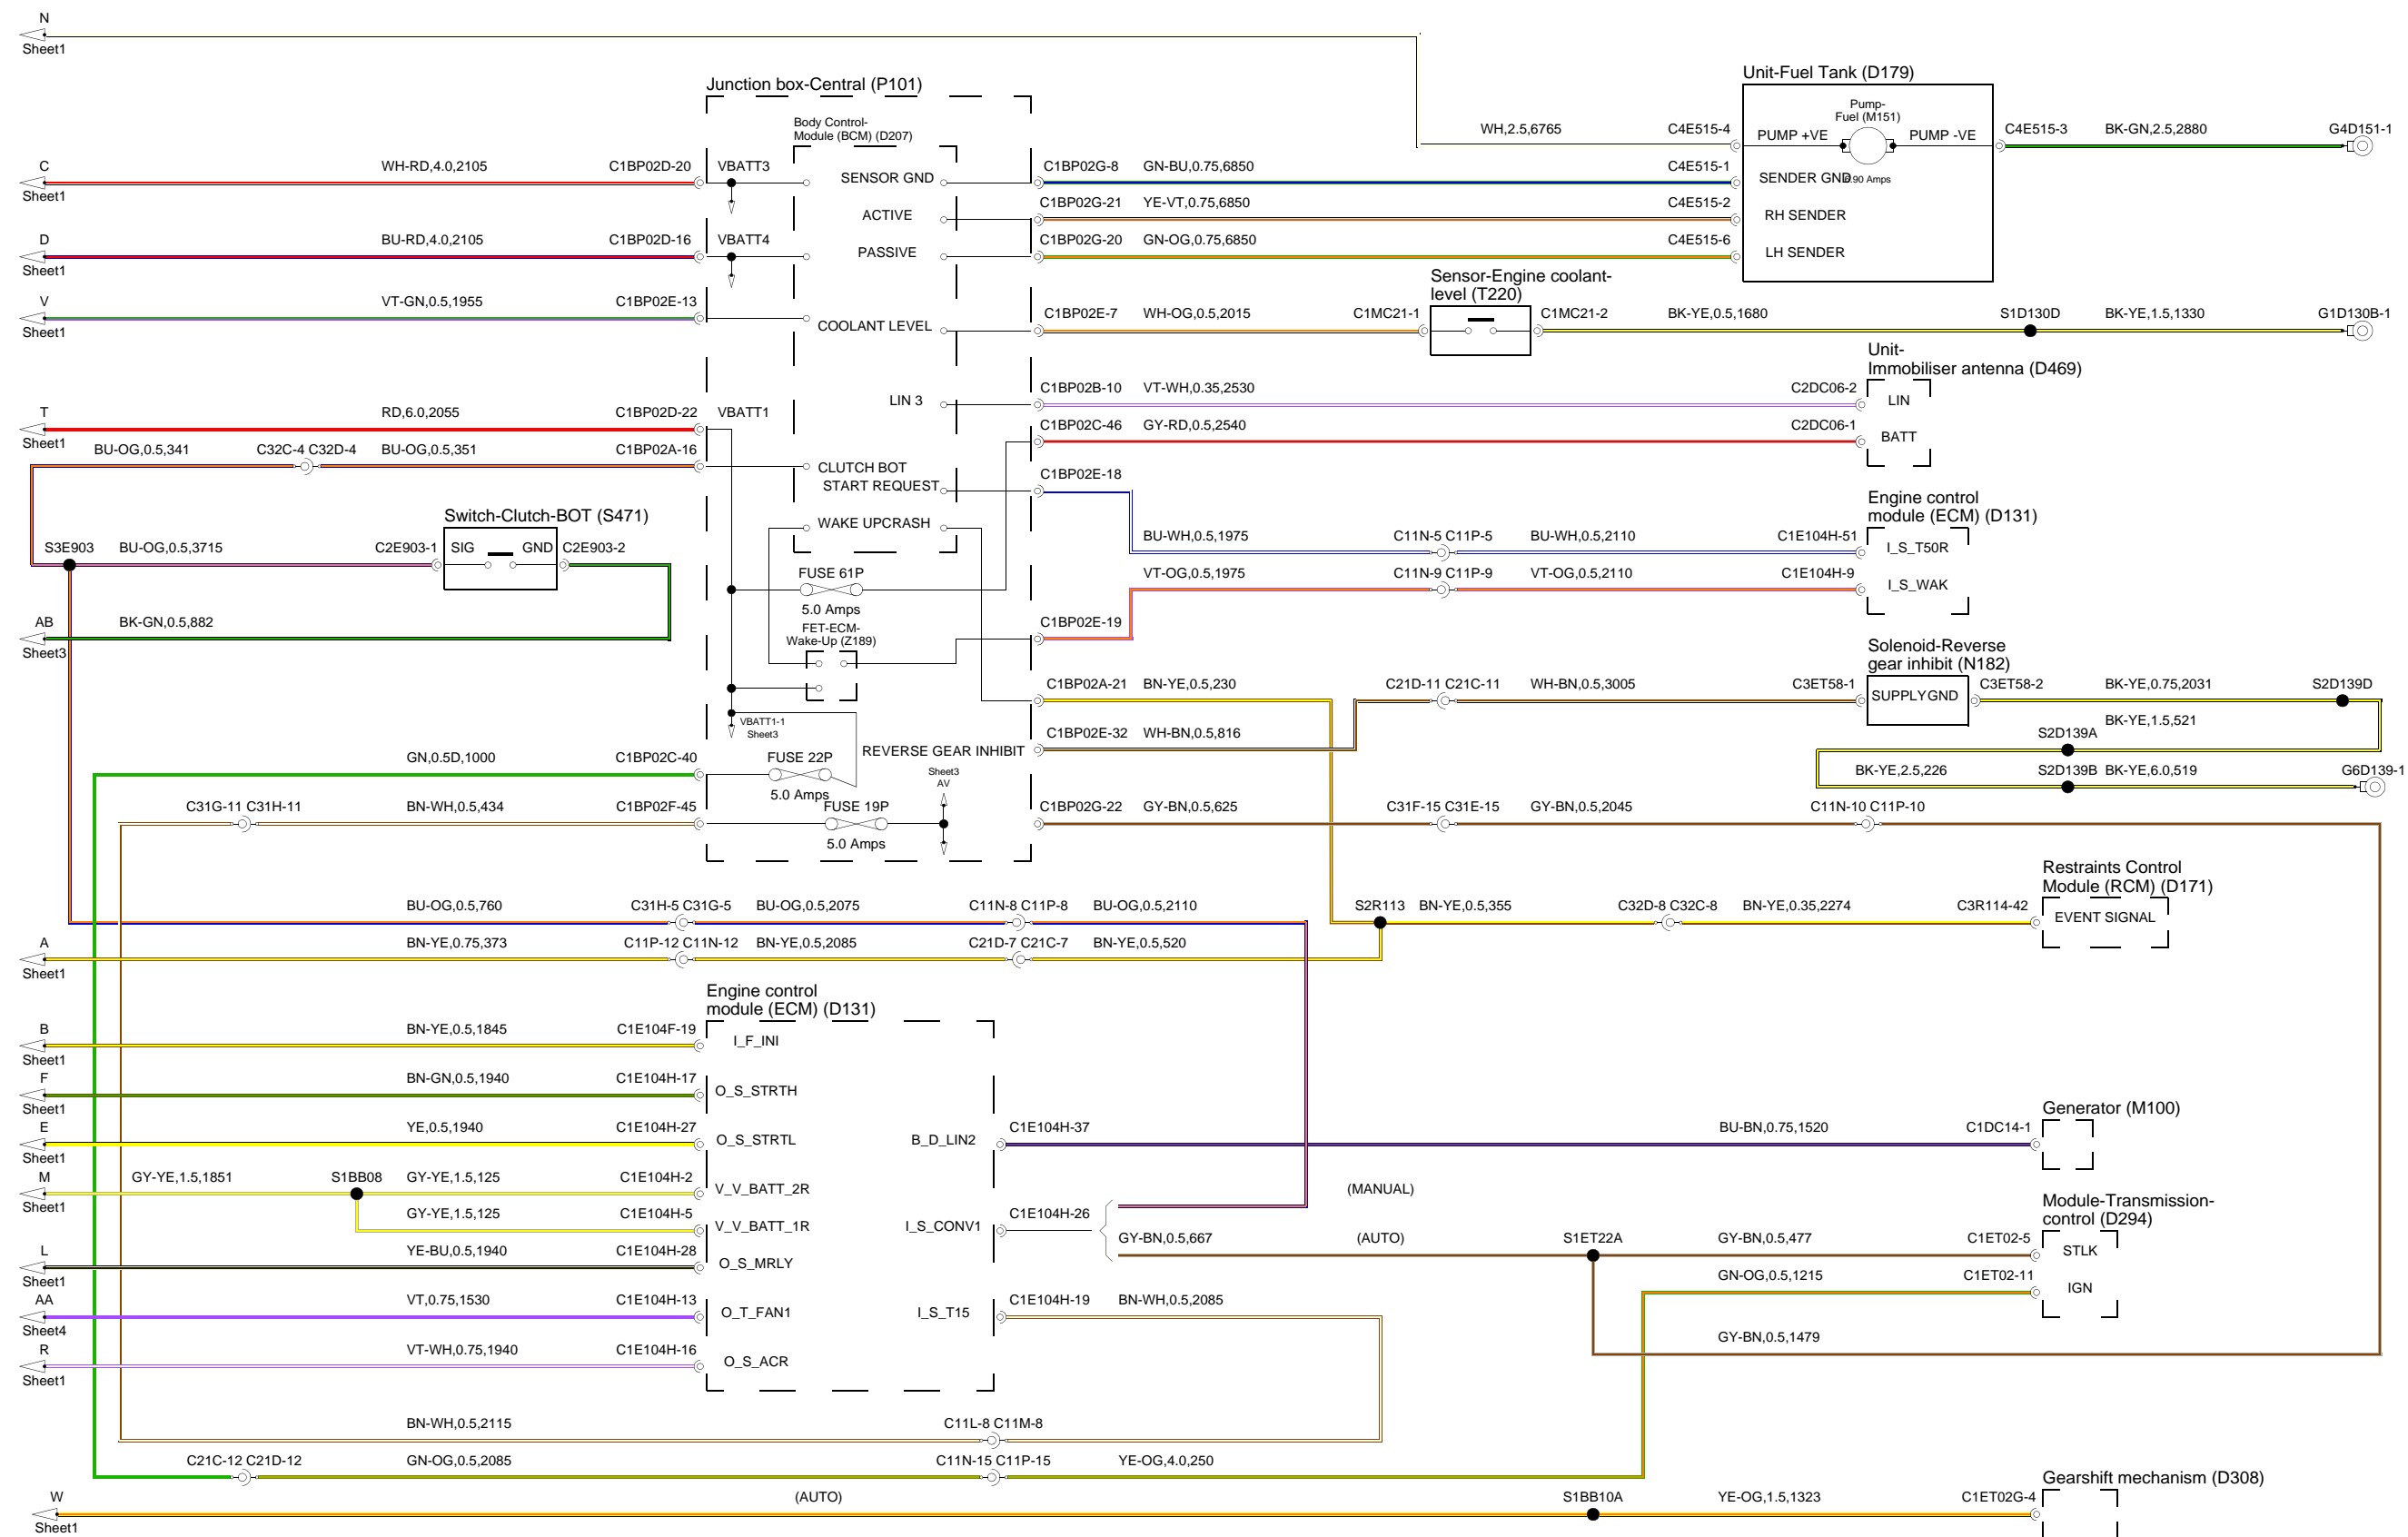 N
Sheet1
Junction box-Central (P101)
Body Control-
Module (BCM) (D207)
Unit-Fuel Tank (D179)
Pump-
Fuel (M151)
WH,2.5,6765 C4E515-4 PUMP +VE PUMP -VE C4E515-3 BK-GN,2.5,2880 G4D151-1
C
Sheet1
WH-RD,4.0,2105 C1BP02D-20 VBATT3 SENSOR GND C1BP02G-8 GN-BU,0.75,6850 C4E515-1 SENDER GND .90 Amps
ACTIVE C1BP02G-21 YE-VT,0.75,6850 C4E515-2 RH SENDER
D
Sheet1
BU-RD,4.0,2105 C1BP02D-16 VBATT4 PASSIVE C1BP02G-20 GN-OG,0.75,6850 C4E515-6 LH SENDER
Sensor-Engine coolant-
level (T220)
V
Sheet1
VT-GN,0.5,1955 C1BP02E-13
COOLANT LEVEL C1BP02E-7 WH-OG,0.5,2015 C1MC21-1 C1MC21-2 BK-YE,0.5,1680 S1D130D BK-YE,1.5,1330 G1D130B-1
Unit-
Immobiliser antenna (D469)
LIN 3 C1BP02B-10 VT-WH,0.35,2530 C2DC06-2 LIN
T
Sheet1
RD,6.0,2055 C1BP02D-22 VBATT1
C1BP02C-46 GY-RD,0.5,2540 C2DC06-1 BATT
BU-OG,0.5,341 C32C-4 C32D-4 BU-OG,0.5,351 C1BP02A-16 CLUTCH BOT
START REQUEST C1BP02E-18
Engine control
module (ECM) (D131)
Switch-Clutch-BOT (S471)
WAKE UP CRASH
BU-WH,0.5,1975 C11N-5 C11P-5 BU-WH,0.5,2110 C1E104H-51 I_S_T50R
S3E903 BU-OG,0.5,3715 C2E903-1 SIG GND C2E903-2
FUSE 61P
5.0 Amps
VT-OG,0.5,1975 C11N-9 C11P-9 VT-OG,0.5,2110 C1E104H-9 I_S_WAK
AB
Sheet3
BK-GN,0.5,882
FET-ECM-
Wake-Up (Z189)
C1BP02E-19
Solenoid-Reverse
gear inhibit (N182)
C1BP02A-21 BN-YE,0.5,230 C21D-11 C21C-11 WH-BN,0.5,3005 C3ET58-1 SUPPLY GND C3ET58-2 BK-YE,0.75,2031 S2D139D
VBATT1-1
Sheet3
BK-YE,1.5,521
REVERSE GEAR INHIBIT C1BP02E-32 WH-BN,0.5,816 S2D139A
GN,0.5D,1000 C1BP02C-40 FUSE 22P
5.0 Amps
Sheet3
AV
BK-YE,2.5,226 S2D139B BK-YE,6.0,519 G6D139-1
C31G-11 C31H-11 BN-WH,0.5,434 C1BP02F-45 FUSE 19P
5.0 Amps
C1BP02G-22 GY-BN,0.5,625 C31F-15 C31E-15 GY-BN,0.5,2045 C11N-10 C11P-10
Restraints Control
Module (RCM) (D171)
BU-OG,0.5,760 C31H-5 C31G-5 BU-OG,0.5,2075 C11N-8 C11P-8 BU-OG,0.5,2110 S2R113 BN-YE,0.5,355 C32D-8 C32C-8 BN-YE,0.35,2274 C3R114-42 EVENT SIGNAL
A
Sheet1
BN-YE,0.75,373 C11P-12 C11N-12 BN-YE,0.5,2085 C21D-7 C21C-7 BN-YE,0.5,520
Engine control
module (ECM) (D131)
B
Sheet1
BN-YE,0.5,1845 C1E104F-19 I_F_INI
F
Sheet1
BN-GN,0.5,1940 C1E104H-17 O_S_STRTH
Generator (M100)
E
Sheet1
YE,0.5,1940 C1E104H-27 O_S_STRTL B_D_LIN2 C1E104H-37 BU-BN,0.75,1520 C1DC14-1
M
Sheet1
GY-YE,1.5,1851 S1BB08 GY-YE,1.5,125 C1E104H-2 V_V_BATT_2R
(MANUAL)
Module-Transmission-
control (D294)
GY-YE,1.5,125 C1E104H-5 V_V_BATT_1R I_S_CONV1 C1E104H-26
GY-BN,0.5,667 (AUTO) S1ET22A GY-BN,0.5,477 C1ET02-5 STLK
L
Sheet1
YE-BU,0.5,1940 C1E104H-28 O_S_MRLY
GN-OG,0.5,1215 C1ET02-11 IGN
AA
Sheet4
VT,0.75,1530 C1E104H-13 O_T_FAN1 I_S_T15 C1E104H-19 BN-WH,0.5,2085
GY-BN,0.5,1479
R
Sheet1
VT-WH,0.75,1940 C1E104H-16 O_S_ACR
BN-WH,0.5,2115 C11L-8 C11M-8
C21C-12 C21D-12 GN-OG,0.5,2085 C11N-15 C11P-15 YE-OG,4.0,250
Gearshift mechanism (D308)
W
Sheet1
(AUTO) S1BB10A YE-OG,1.5,1323 C1ET02G-4